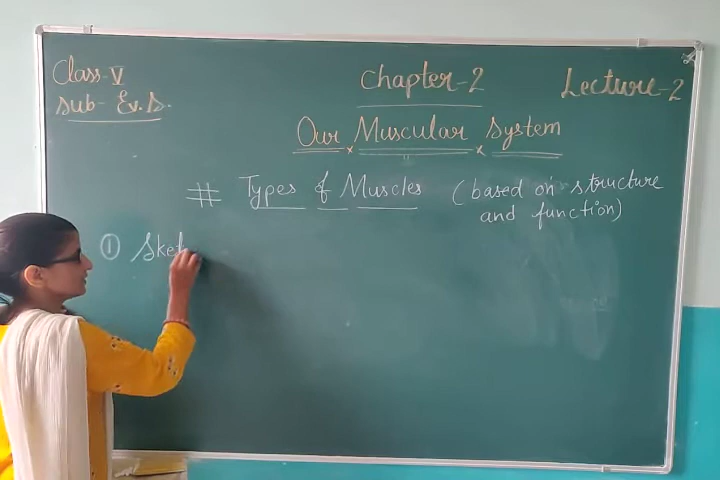 Class-V
Sub- Ev.S.
Chapter-2
Lecture-2
Our Muscular System
# Types of Muscles (based on structure
and function)
① Sket